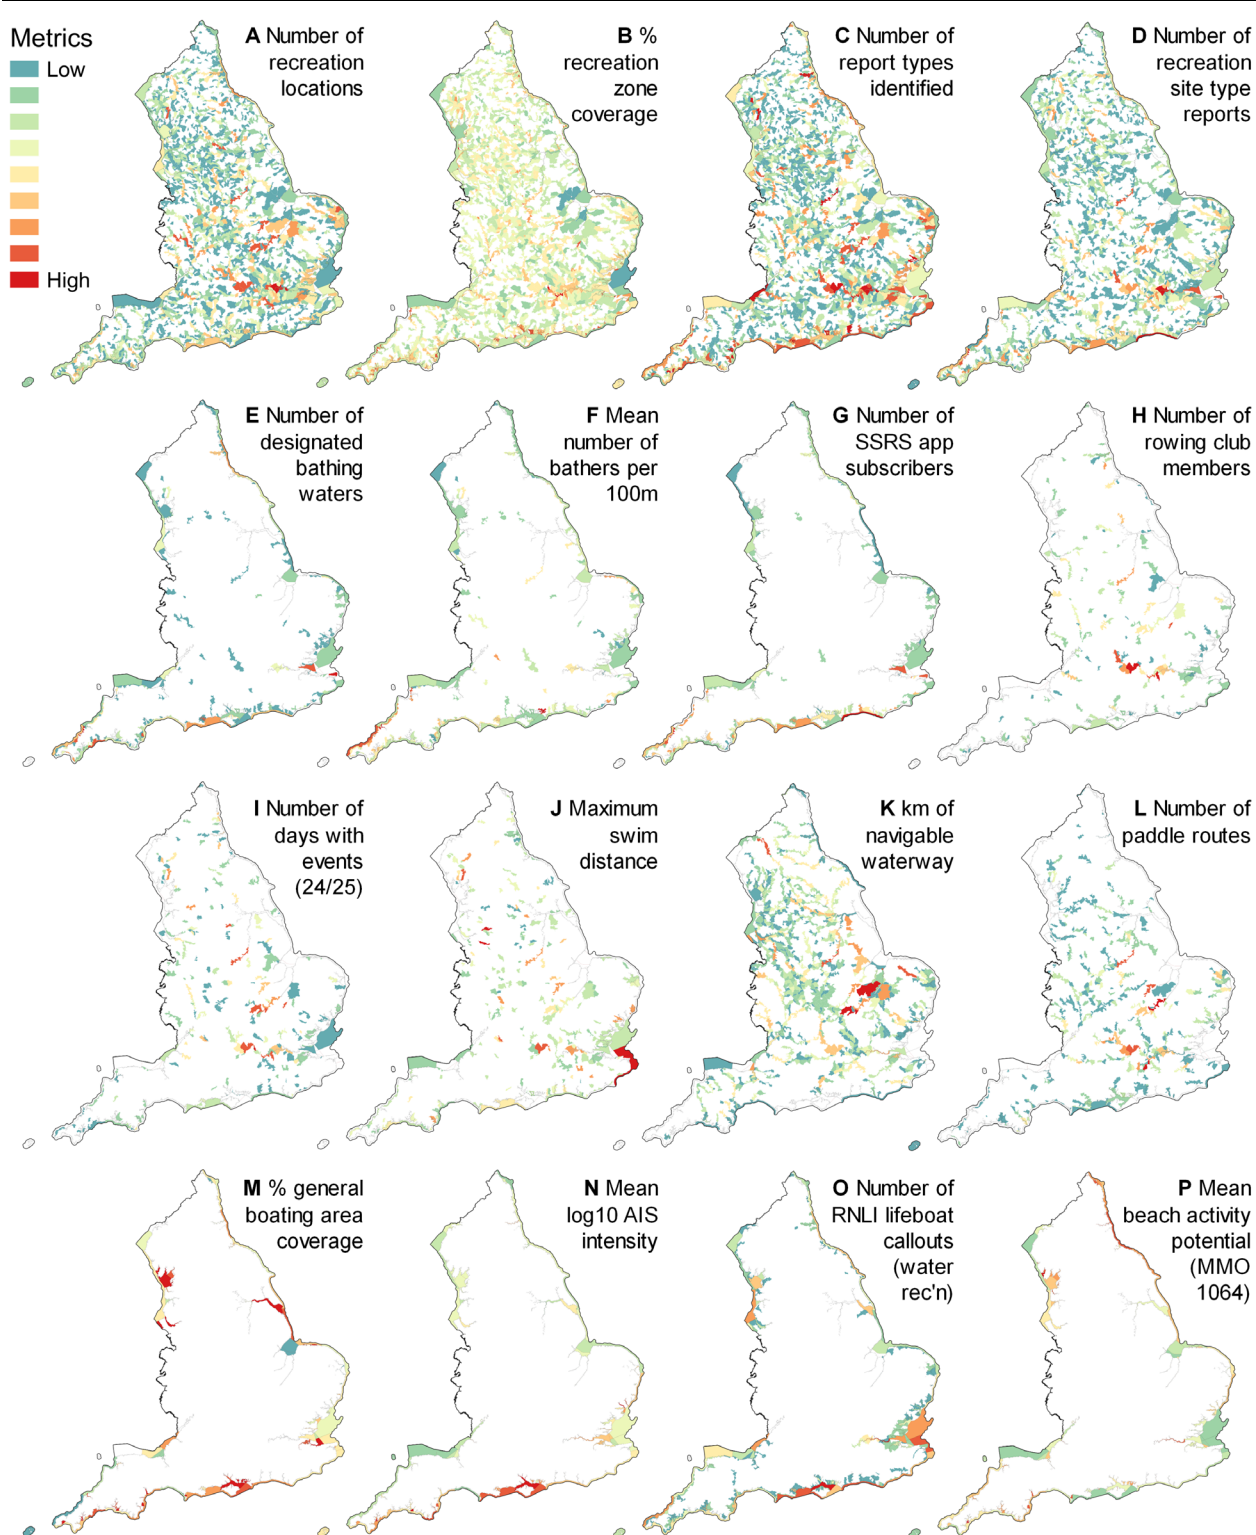 Metrics
Low
High
A Number of
recreation
locations
B %
recreation
zone
coverage
C Number of
report types
identified
D Number of
recreation
site type
reports
E Number of
designated
bathing
waters
F Mean
number of
bathers per
100m
G Number of
SSRS app
subscribers
H Number of
rowing club
members
I Number of
days with
events
(24/25)
J Maximum
swim
distance
K km of
navigable
waterway
L Number of
paddle routes
M % general
boating area
coverage
N Mean
log10 AIS
intensity
O Number of
RNLI lifeboat
callouts
(water
rec'n)
P Mean
beach activity
potential
(MMO
1064)